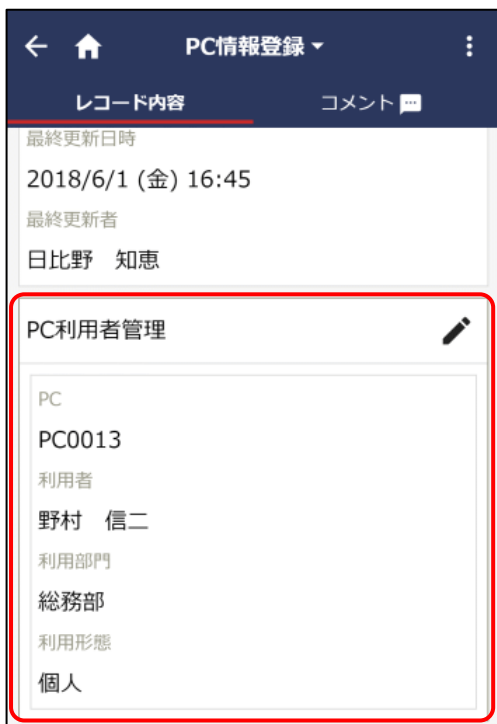 PC情報登録
レコード内容 コメント
最終更新日時
2018/6/1 (金) 16:45
最終更新者
日比野　知恵
PC利用者管理
PC
PC0013
利用者
野村　信二
利用部門
総務部
利用形態
個人